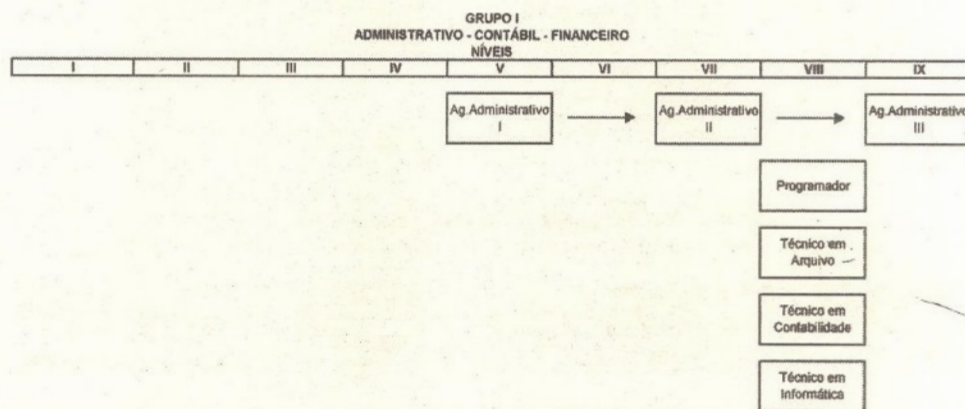 GRUPO I
ADMINISTRATIVO - CONTÁBIL - FINANCEIRO
NÍVEIS
I II III IV V VI VII VIII IX
Ag.Administrativo
I
Ag.Administrativo
II
Ag.Administrativo
III
Programador
Técnico em
Arquivo
Técnico em
Contabilidade
Técnico em
Informática